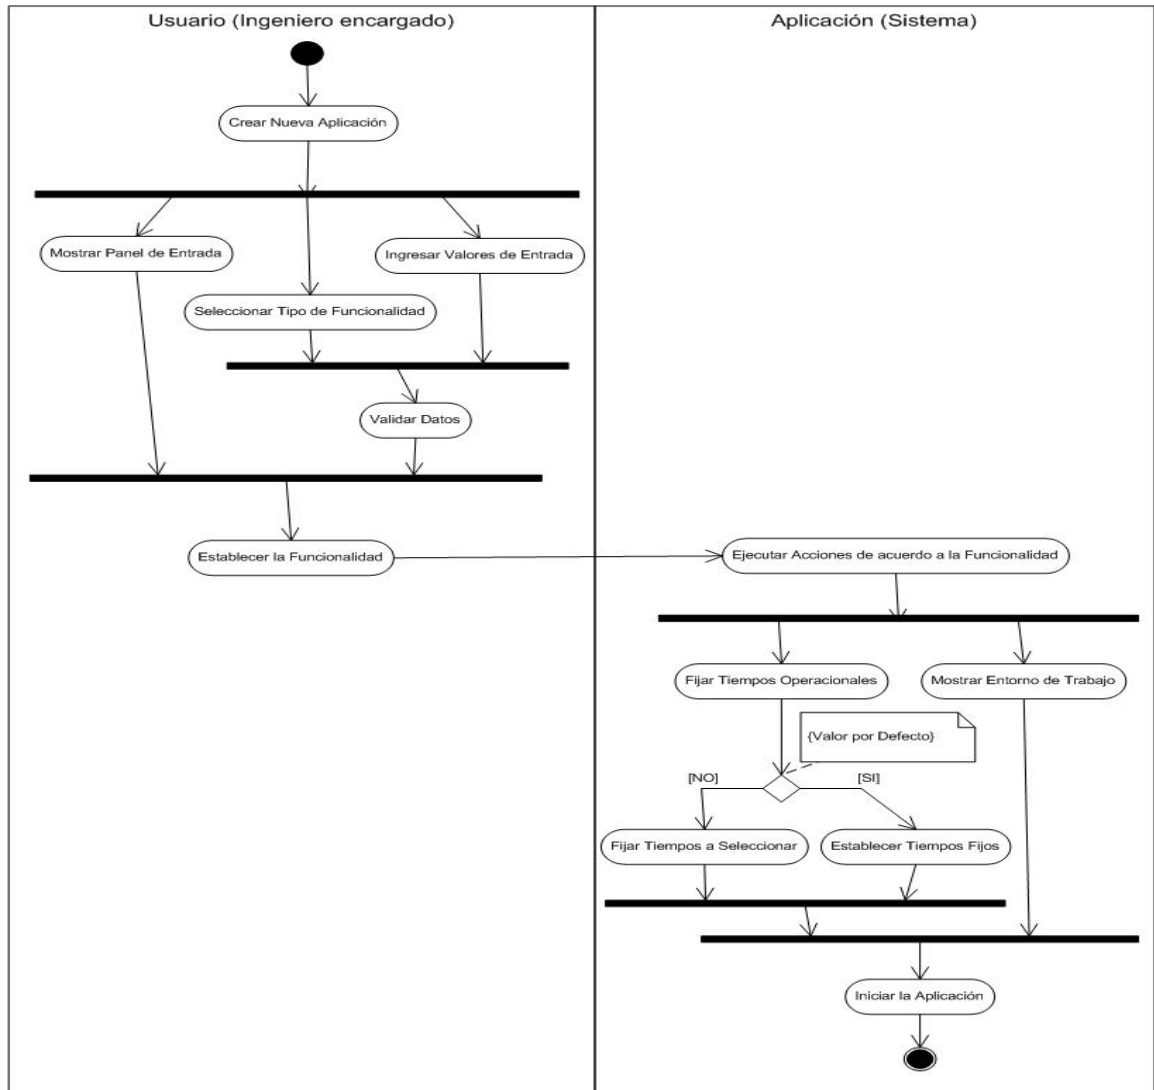 Usuario (Ingeniero encargado)
Aplicación (Sistema)
Crear Nueva Aplicación
Mostrar Panel de Entrada
Ingresar Valores de Entrada
Seleccionar Tipo de Funcionalidad
Validar Datos
Establecer la Funcionalidad
Ejecutar Acciones de acuerdo a la Funcionalidad
Fijar Tiempos Operacionales
Mostrar Entorno de Trabajo
{Valor por Defecto}
[NO]
[SI]
Fijar Tiempos a Seleccionar
Establecer Tiempos Fijos
Iniciar la Aplicación